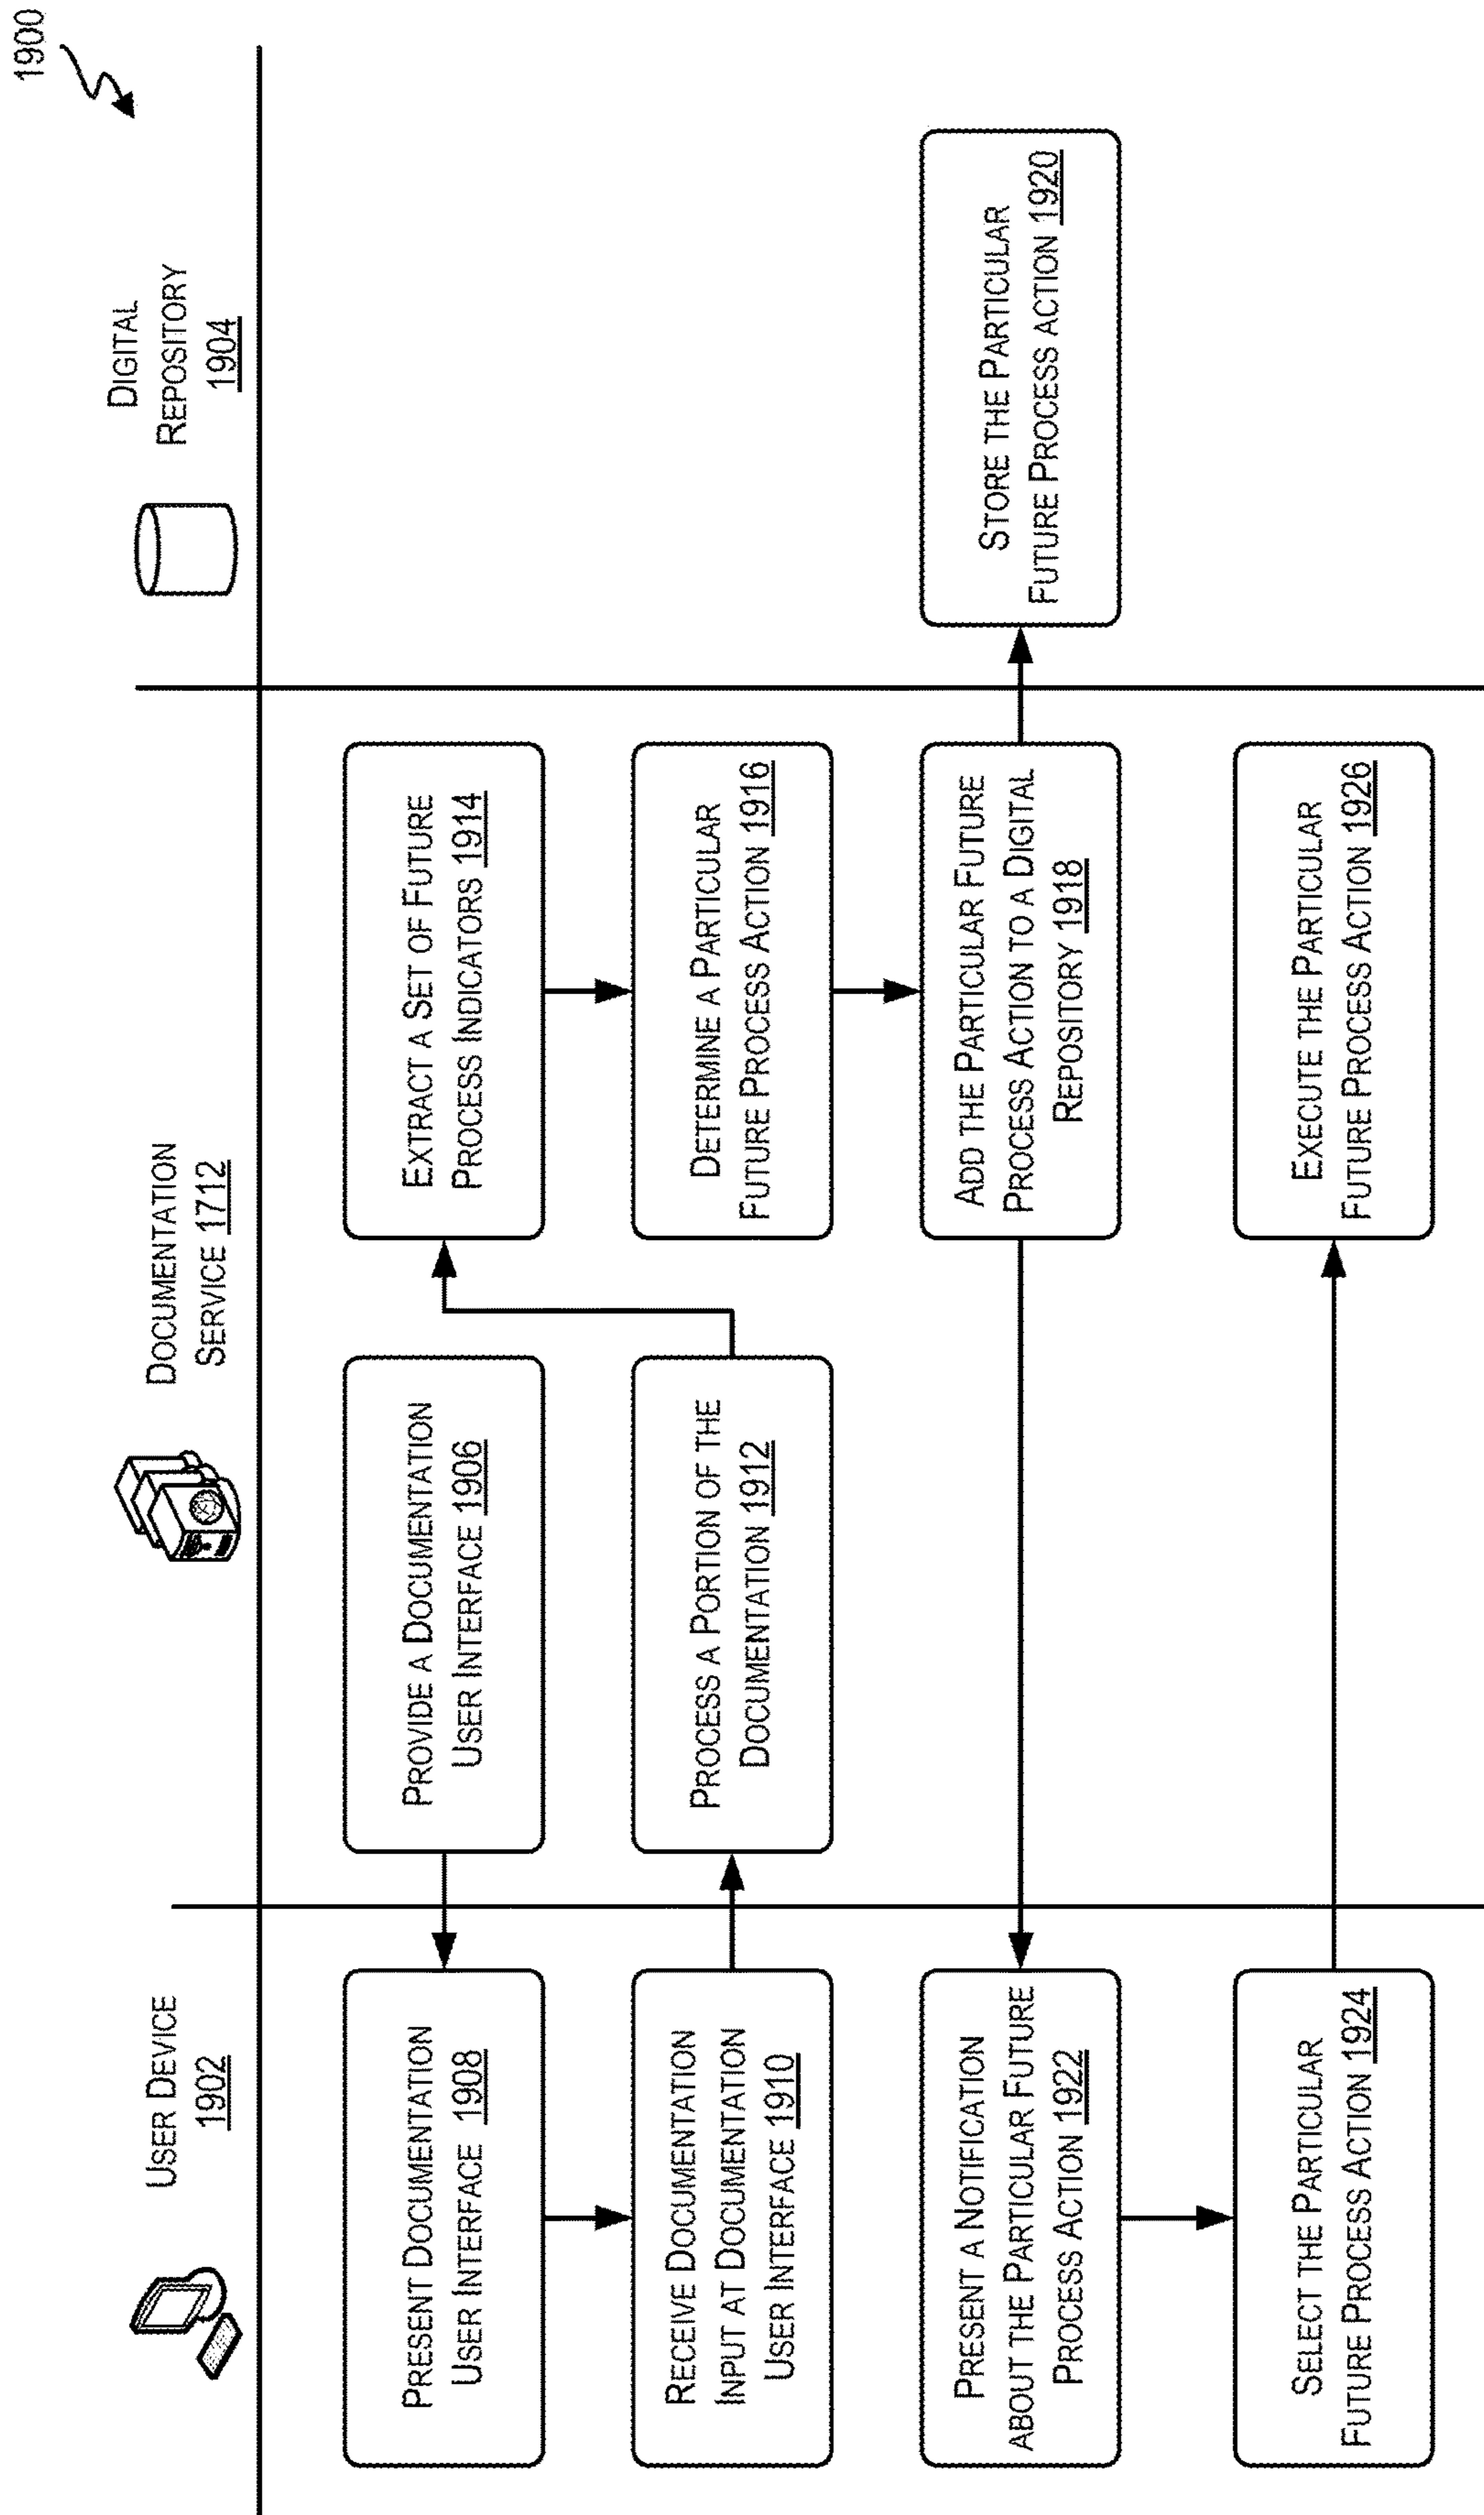 1900
USER DEVICE
1902
DOCUMENTATION
SERVICE 1712
DIGITAL
REPOSITORY
1904
PRESENT DOCUMENTATION
USER INTERFACE 1908
PROVIDE A DOCUMENTATION
USER INTERFACE 1906
EXTRACT A SET OF FUTURE
PROCESS INDICATORS 1914
RECEIVE DOCUMENTATION
INPUT AT DOCUMENTATION
USER INTERFACE 1910
PROCESS A PORTION OF THE
DOCUMENTATION 1912
DETERMINE A PARTICULAR
FUTURE PROCESS ACTION 1916
PRESENT A NOTIFICATION
ABOUT THE PARTICULAR FUTURE
PROCESS ACTION 1922
ADD THE PARTICULAR FUTURE
PROCESS ACTION TO A DIGITAL
REPOSITORY 1918
STORE THE PARTICULAR
FUTURE PROCESS ACTION 1920
SELECT THE PARTICULAR
FUTURE PROCESS ACTION 1924
EXECUTE THE PARTICULAR
FUTURE PROCESS ACTION 1926